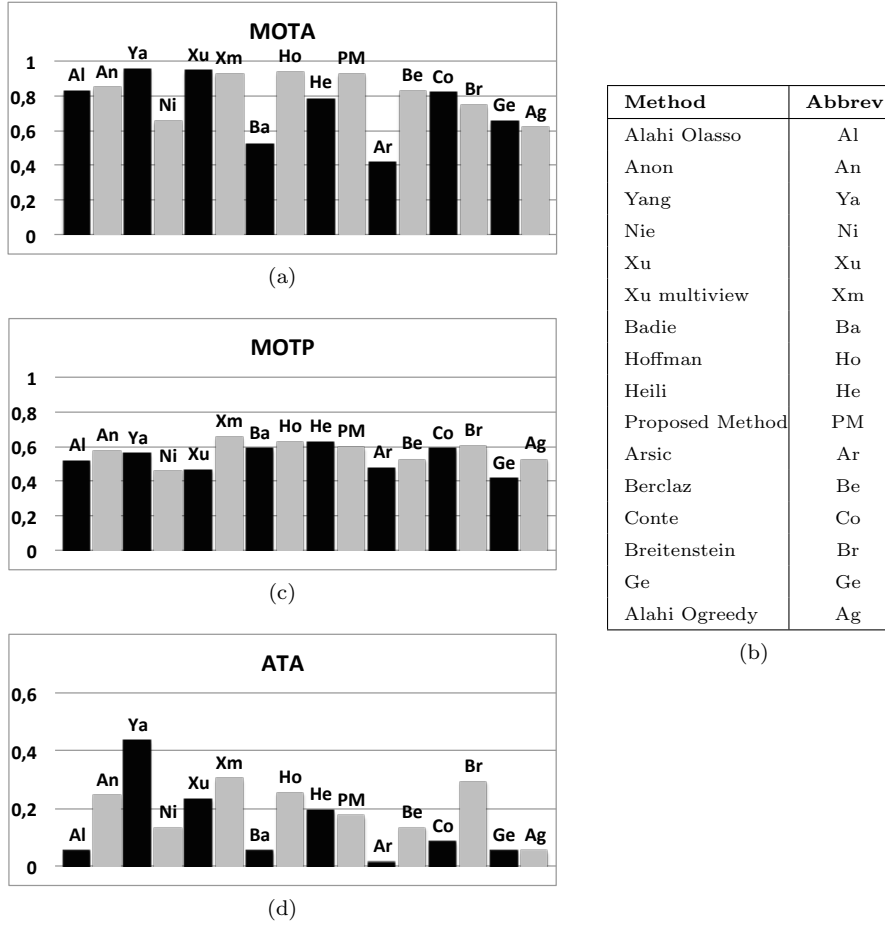 MOTA
1
0,8
0,6
0,4
0,2
0
Al An Ya Ni Xu Xm Ba Ho He PM Ar Be Co Br Ge Ag
(a)
MOTP
1
0,8
0,6
0,4
0,2
0
Al An Ya Ni Xu Xm Ba Ho He PM Ar Be Co Br Ge Ag
(c)
ATA
0,6
0,4
0,2
0
Al An Ya Ni Xu Xm Ba Ho He PM Ar Be Co Br Ge Ag
(d)
Method Abbrev
Alahi Olasso Al
Anon An
Yang Ya
Nie Ni
Xu Xu
Xu multiview Xm
Badie Ba
Hoffman Ho
Heili He
Proposed Method PM
Arsic Ar
Berclaz Be
Conte Co
Breitenstein Br
Ge Ge
Alahi Ogreedy Ag
(b)